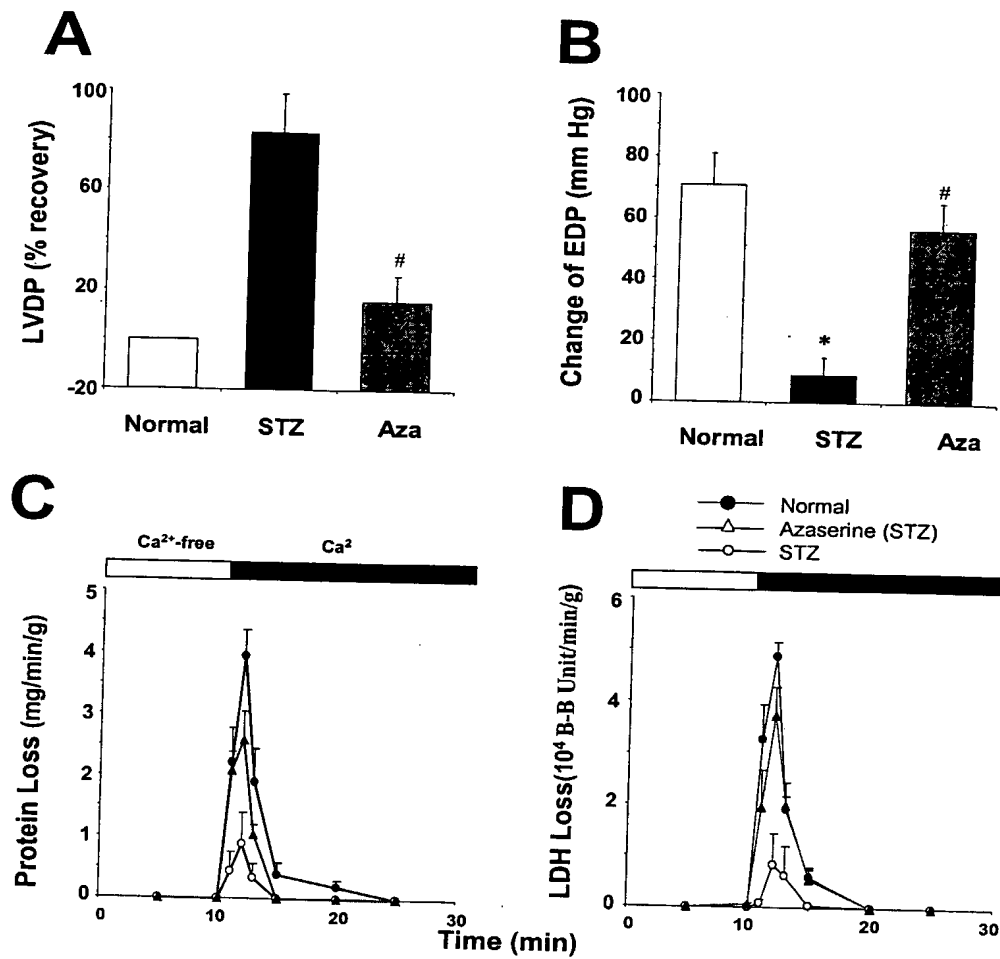 A
LVDP (% recovery)
100
60
20
-20
#
Normal STZ Aza
B
Change of EDP (mm Hg)
100
80
60
40
20
0
*
#
Normal STZ Aza
C
Ca²⁺-free Ca²
Protein Loss (mg/min/g)
5
4
3
2
1
0
0 10 20 30
D
Normal
Azaserine (STZ)
STZ
LDH Loss(10⁴ B-B Unit/min/g)
6
4
2
0
0 10 20 30
Time (min)